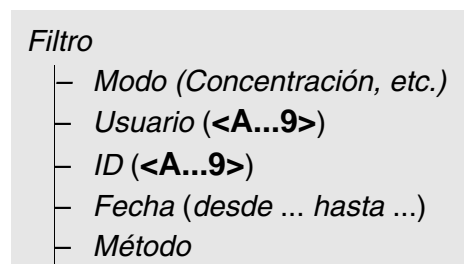 Filtro
– Modo (Concentración, etc.)
– Usuario (<A...9>)
– ID (<A...9>)
– Fecha (desde ... hasta ...)
– Método